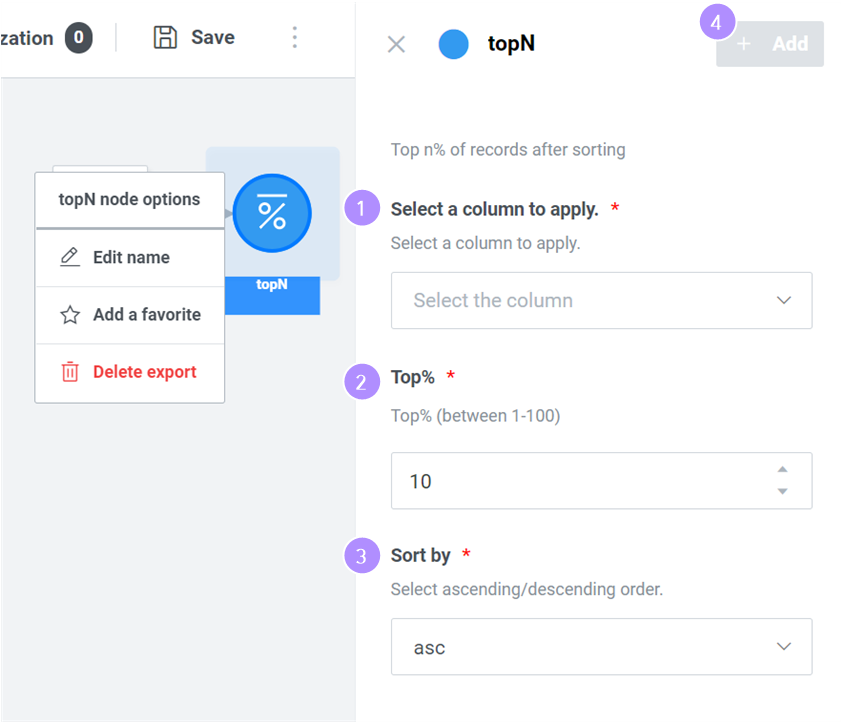 zation 0 Save
topN node options
Edit name
Add a favorite
Delete export
topN
topN
4
+ Add
Top n% of records after sorting
1 Select a column to apply. *
Select a column to apply.
Select the column
2 Top% *
Top% (between 1-100)
10
3 Sort by *
Select ascending/descending order.
asc